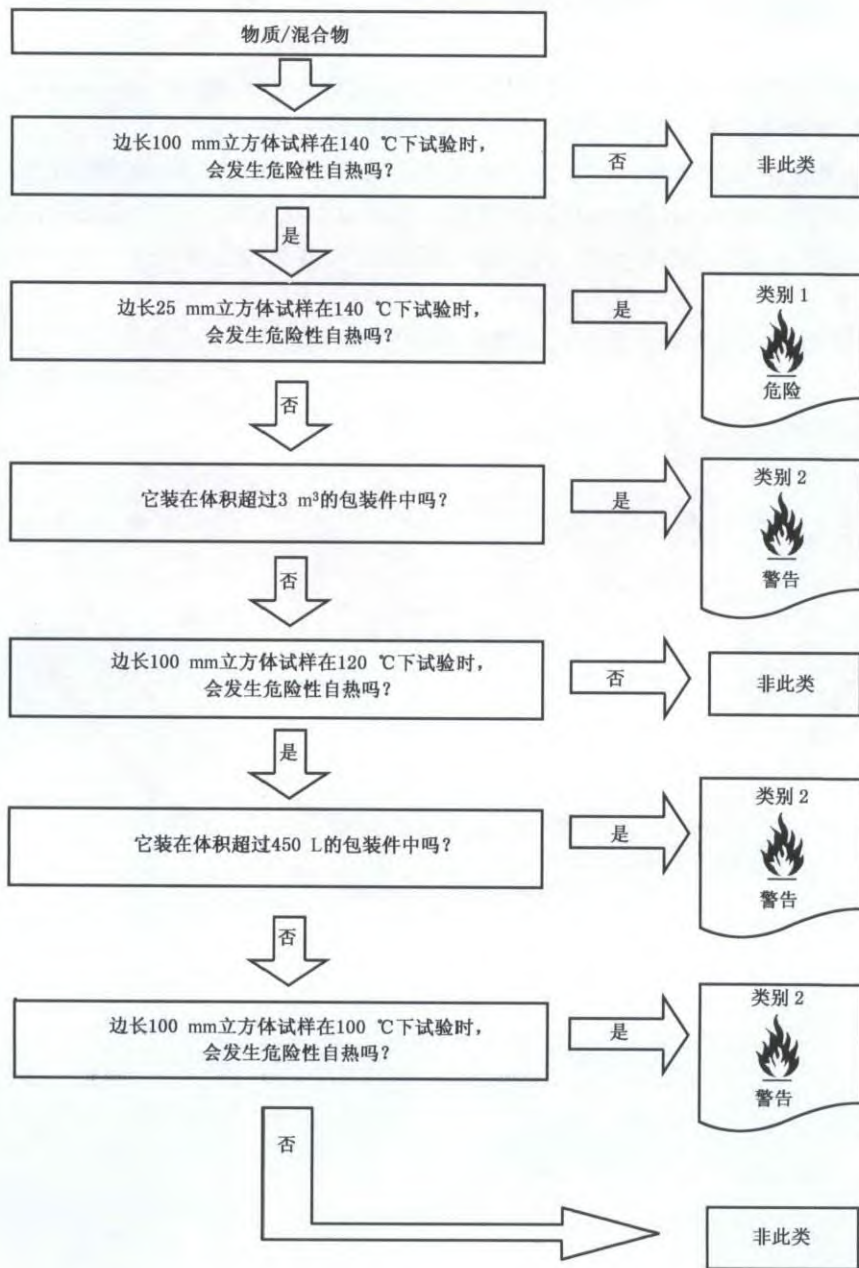 物质/混合物
边长100 mm立方体试样在140 ℃下试验时，
会发生危险性自热吗？
否
非此类
是
边长25 mm立方体试样在140 ℃下试验时，
会发生危险性自热吗？
是
类别 1
危险
否
它装在体积超过3 m³的包装件中吗？
是
类别 2
警告
否
边长100 mm立方体试样在120 ℃下试验时，
会发生危险性自热吗？
否
非此类
是
它装在体积超过450 L的包装件中吗？
是
类别 2
警告
否
边长100 mm立方体试样在100 ℃下试验时，
会发生危险性自热吗？
是
类别 2
警告
否
非此类